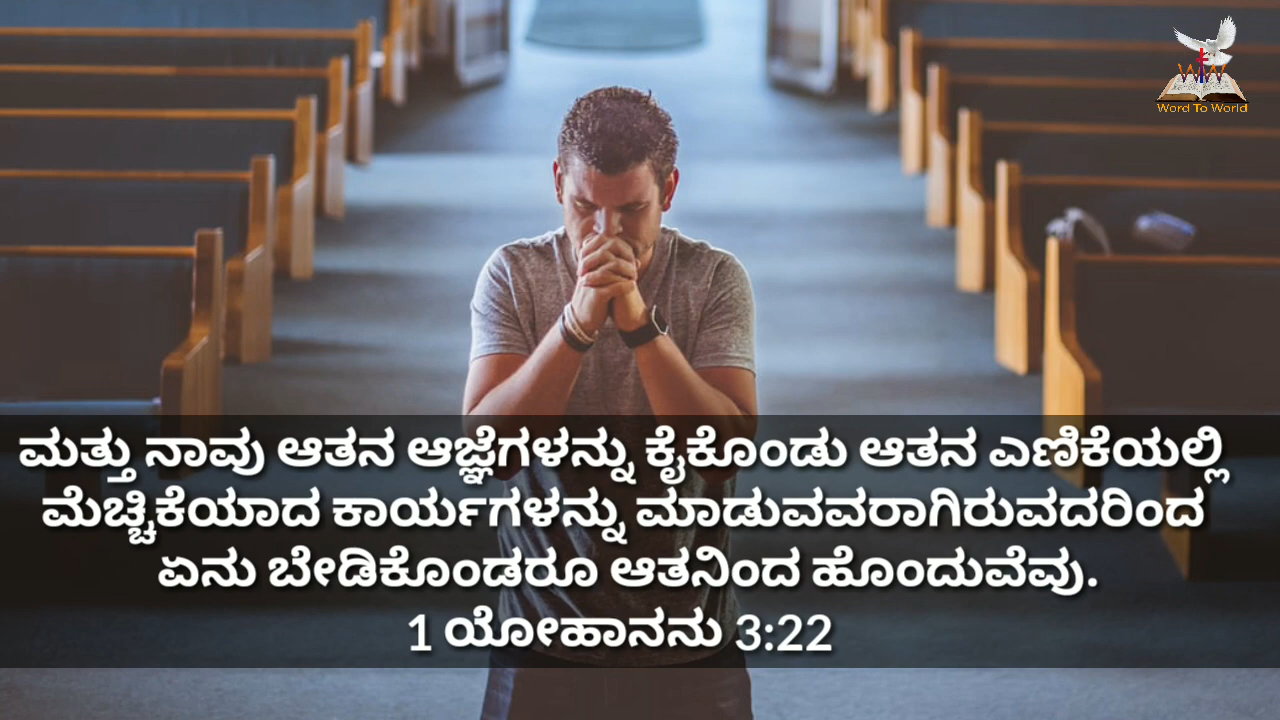 WW
Word To World
ಮತ್ತು ನಾವು ಆತನ ಆಜ್ಞೆಗಳನ್ನು ಕೈಕೊಂಡು ಆತನ ಎಣಿಕೆಯಲ್ಲಿ
ಮೆಚ್ಚಿಕೆಯಾದ ಕಾರ್ಯಗಳನ್ನು ಮಾಡುವವರಾಗಿರುವದರಿಂದ
ಏನು ಬೇಡಿಕೊಂಡರೂ ಆತನಿಂದ ಹೊಂದುವೆವು.
1 ಯೋಹಾನನು 3:22